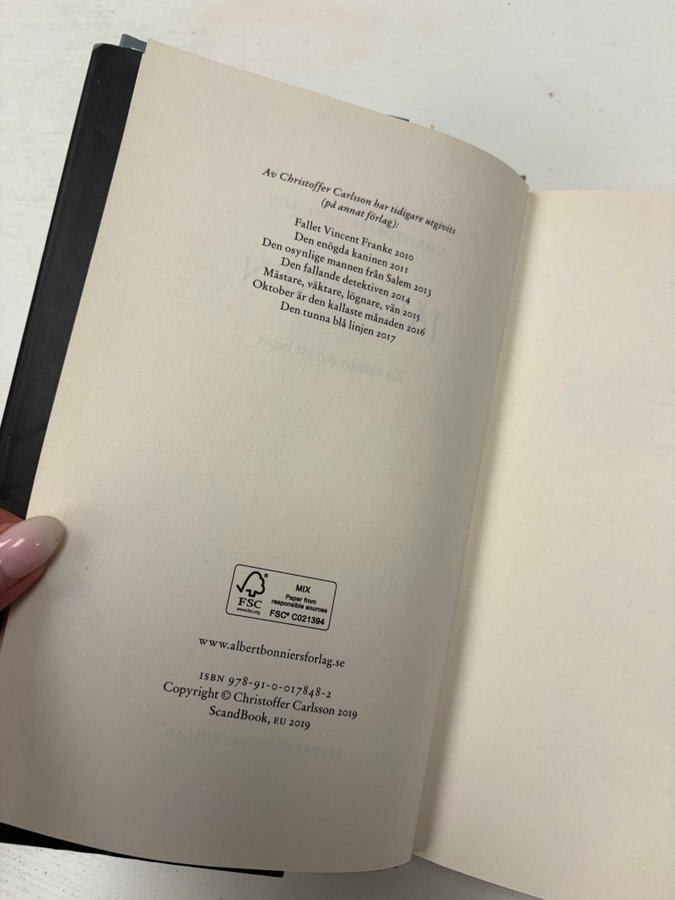 Av Christoffer Carlsson har tidigare utgivits
(på annat förlag):
Fallet Vincent Franke 2010
Den enögda kaninen 2011
Den osynlige mannen från Salem 2013
Den fallande detektiven 2014
Mästare, väktare, lögnare, vän 2015
Oktober är den kallaste månaden 2016
Den tunna blå linjen 2017
FSC
www.fsc.org
MIX
Paper from
responsible sources
FSC® C021394
www.albertbonniersforlag.se
ISBN 978-91-0-017848-2
Copyright © Christoffer Carlsson 2019
ScandBook, EU 2019